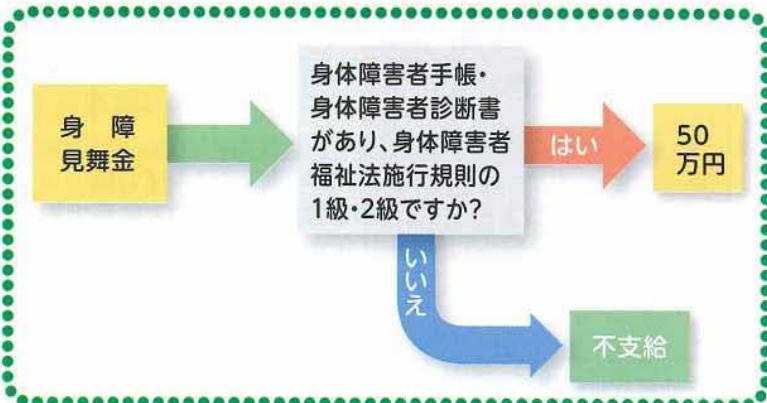 身　障
見舞金
身体障害者手帳・
身体障害者診断書
があり、身体障害者
福祉法施行規則の
1級・2級ですか?
はい
50
万円
いいえ
不支給